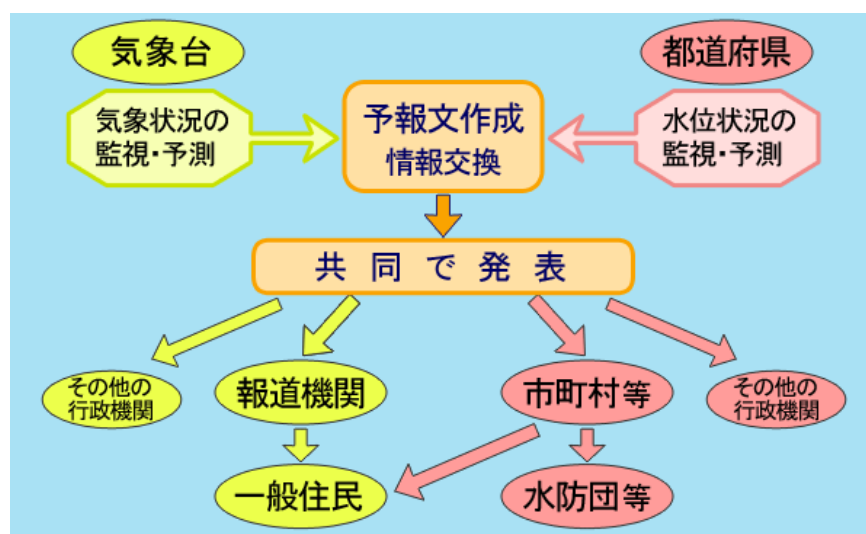 気象台
都道府県
気象状況の
監視・予測
予報文作成
情報交換
水位状況の
監視・予測
共同で発表
その他の
行政機関
報道機関
市町村等
その他の
行政機関
一般住民
水防団等